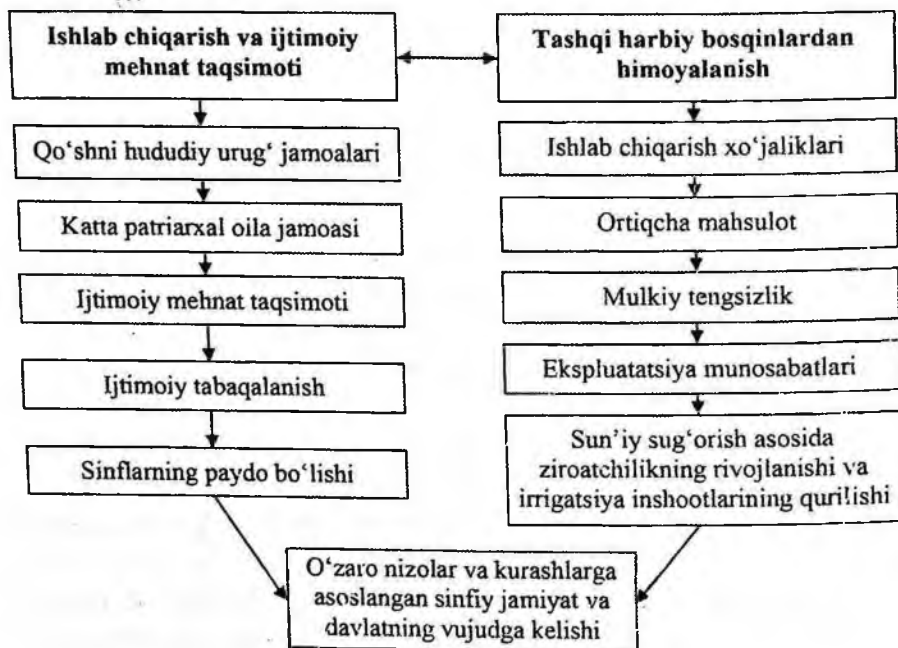 Ishlab chiqarish va ijtimoiy
mehnat taqsimoti
Qo‘shni hududiy urug‘ jamoalari
Katta patriarxal oila jamoasi
Ijtimoiy mehnat taqsimoti
Ijtimoiy tabaqalanish
Sinflarning paydo bo‘lishi
Tashqi harbiy bosqinlardan
himoyalanish
Ishlab chiqarish xo‘jaliklari
Ortiqcha mahsulot
Mulkiy tengsizlik
Ekspluatatsiya munosabatlari
Sun’iy sug‘orish asosida
ziroatchilikning rivojlanishi va
irrigatsiya inshootlarining qurilishi
O‘zaro nizolar va kurashlarga
asoslangan sinfiy jamiyat va
davlatning vujudga kelishi